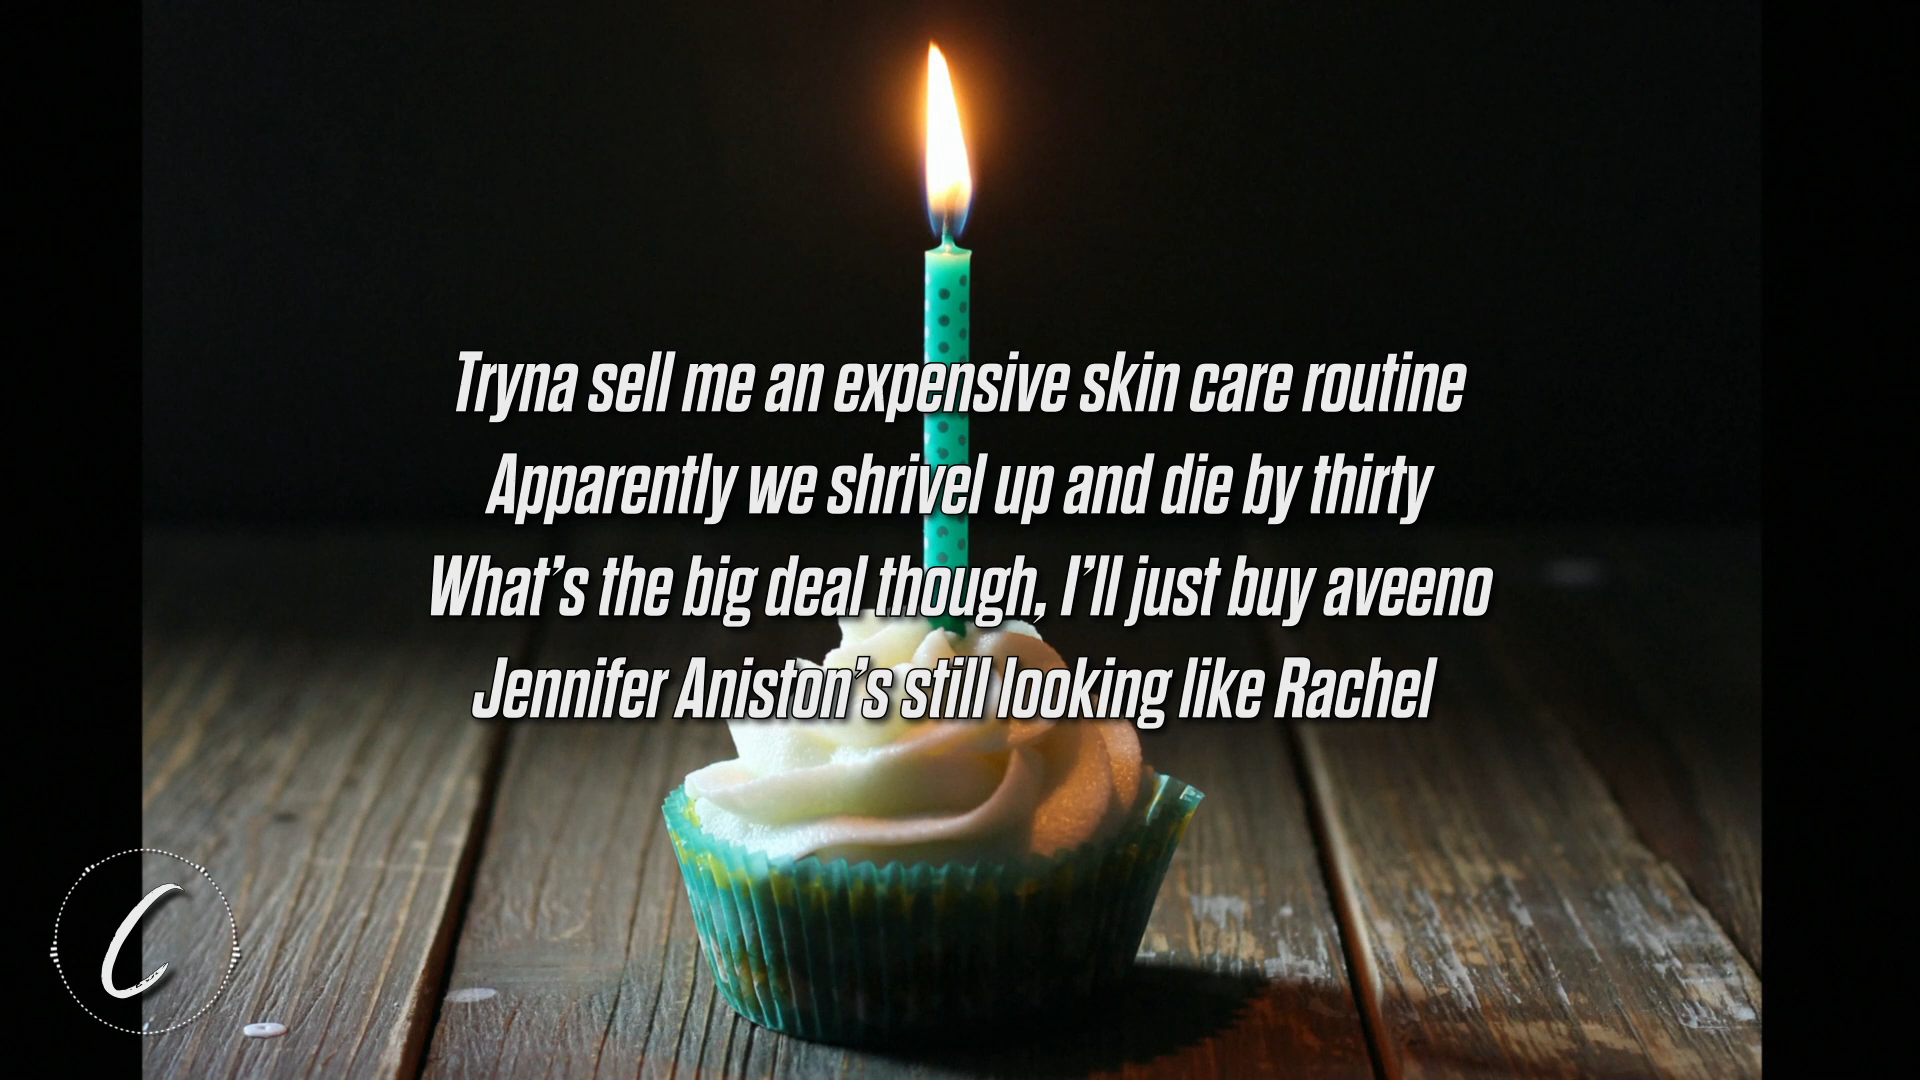 Tryna sell me an expensive skin care routine
Apparently we shrivel up and die by thirty
What's the big deal though, I'll just buy aveeno
Jennifer Aniston's still looking like Rachel
C